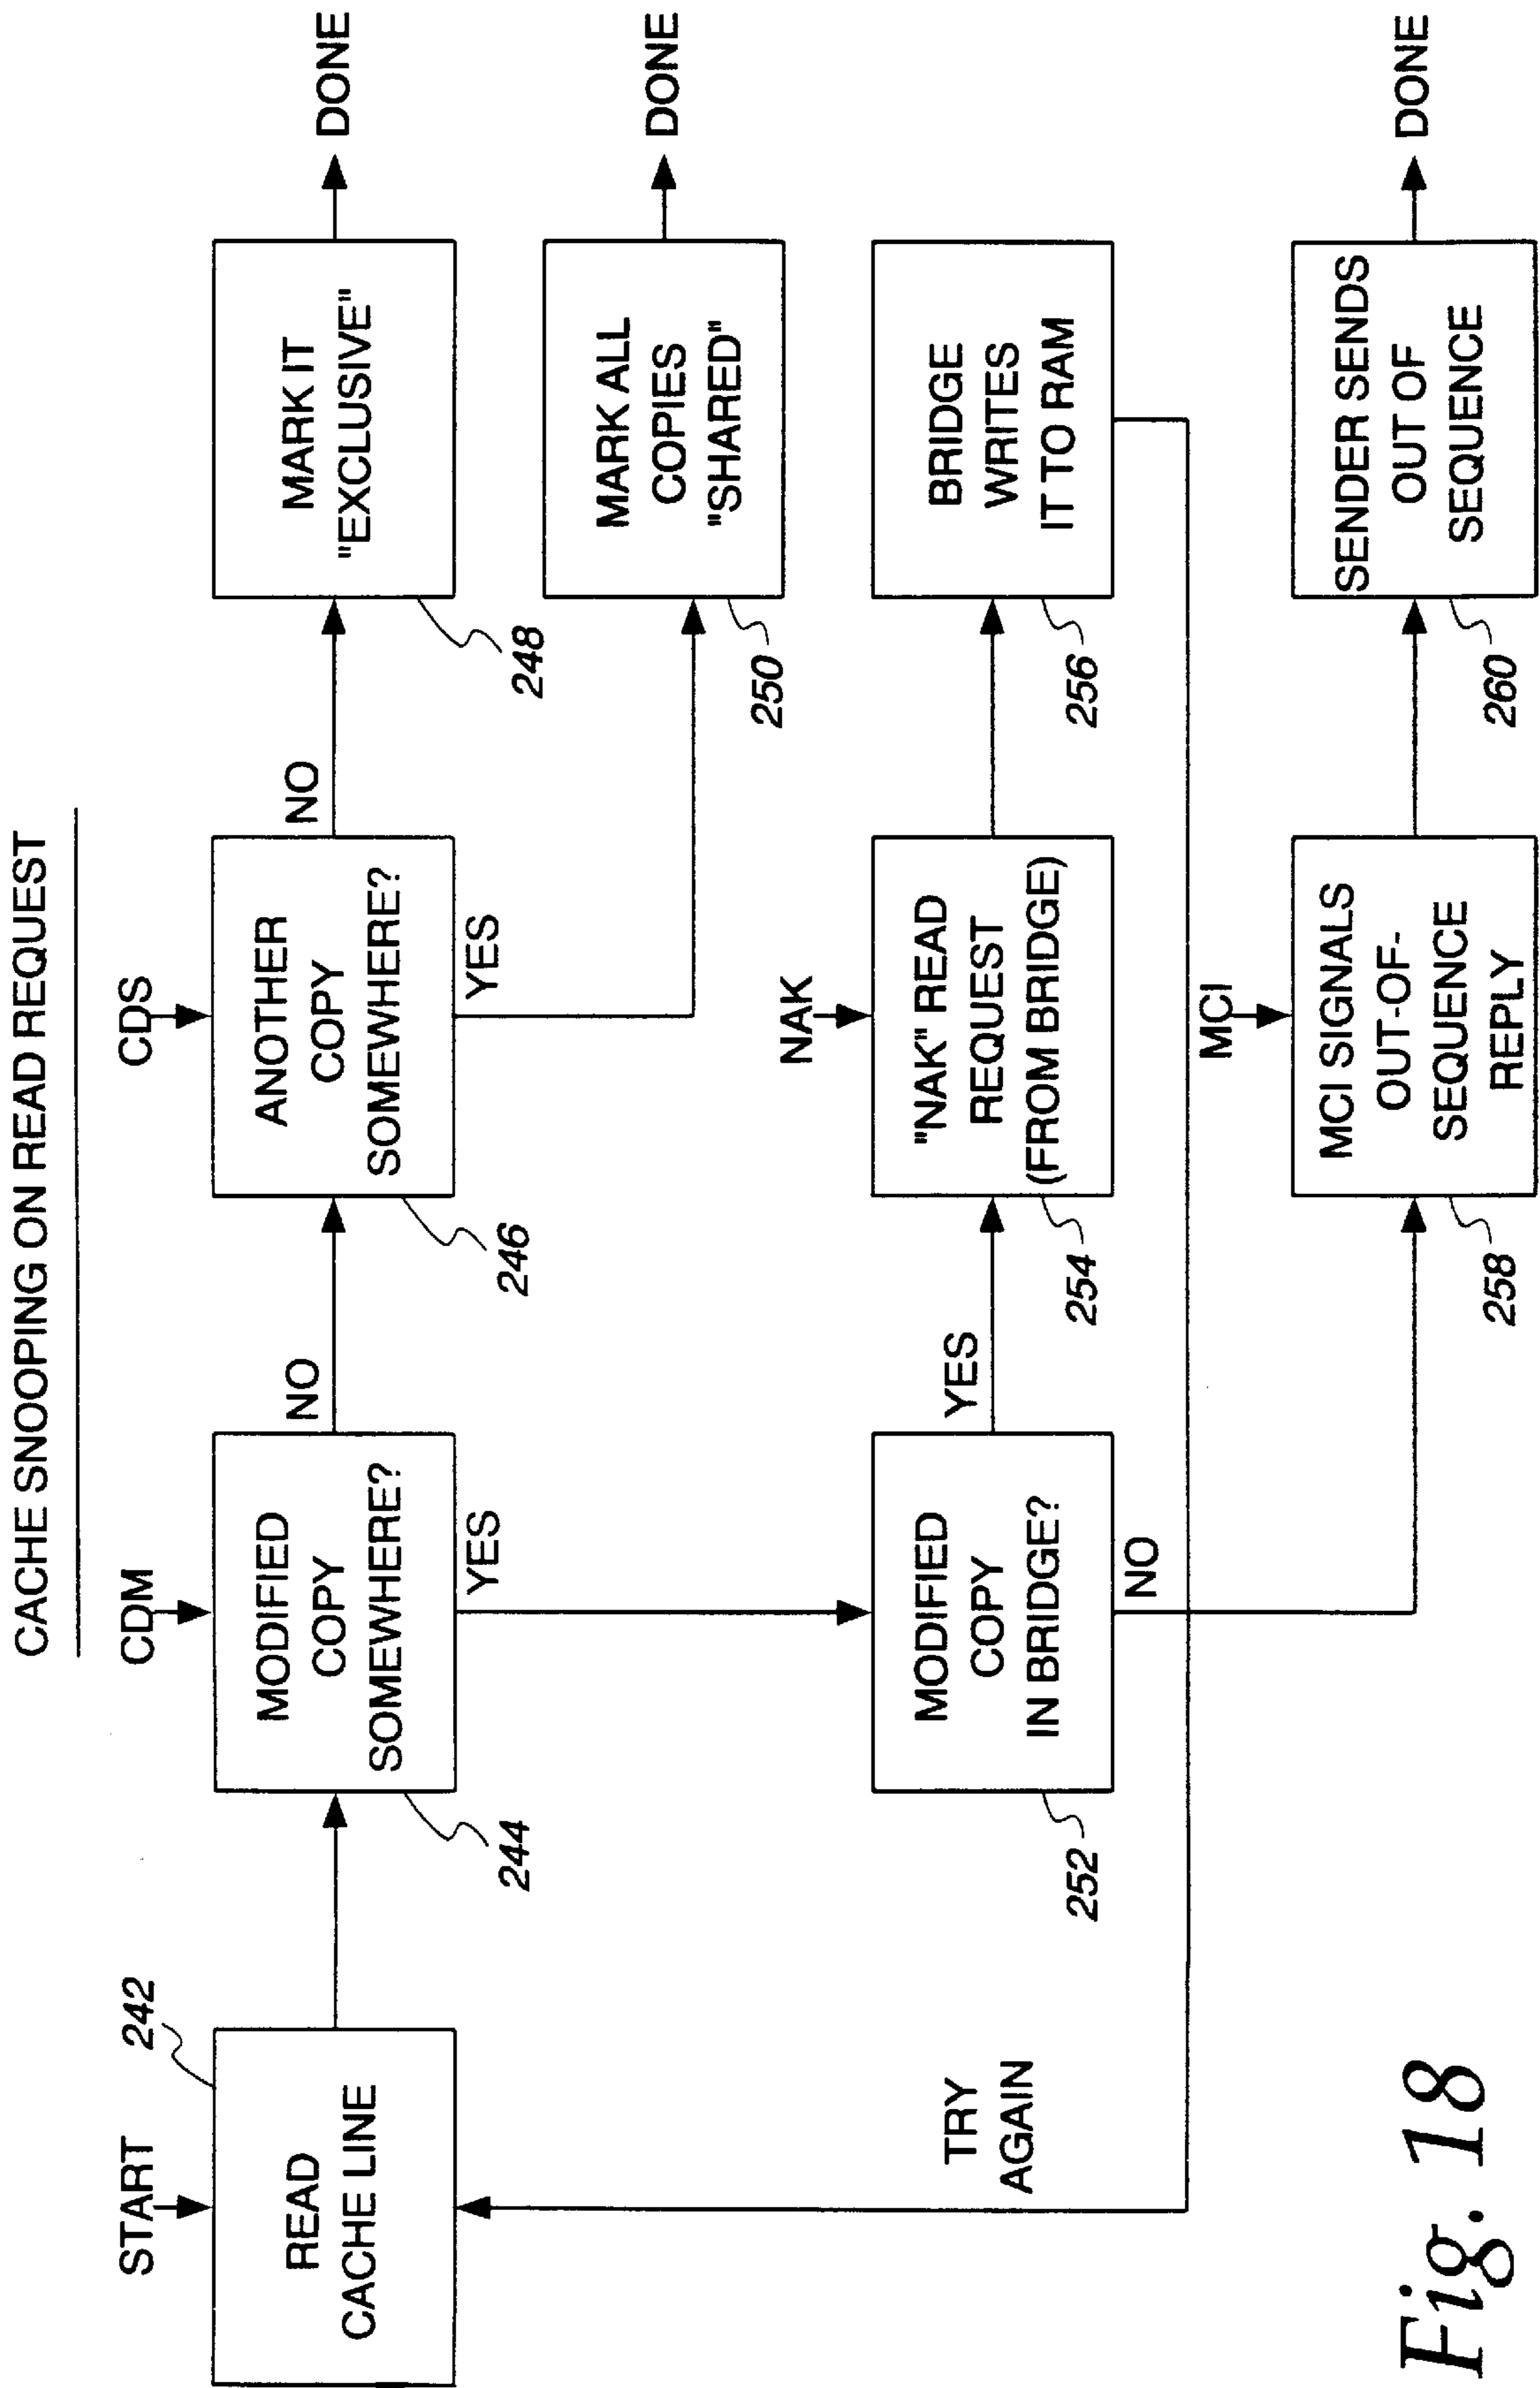 CACHE SNOOPING ON READ REQUEST
START
242
READ
CACHE LINE
CDM
MODIFIED
COPY
SOMEWHERE?
244
NO
YES
CDS
ANOTHER
COPY
SOMEWHERE?
246
NO
YES
MARK IT
"EXCLUSIVE"
248
DONE
MARK ALL
COPIES
"SHARED"
250
DONE
MODIFIED
COPY
IN BRIDGE?
252
YES
NO
NAK
"NAK" READ
REQUEST
(FROM BRIDGE)
254
BRIDGE
WRITES
IT TO RAM
256
TRY
AGAIN
MCI
MCI SIGNALS
OUT-OF-
SEQUENCE
REPLY
258
SENDER SENDS
OUT OF
SEQUENCE
260
DONE
Fig. 18